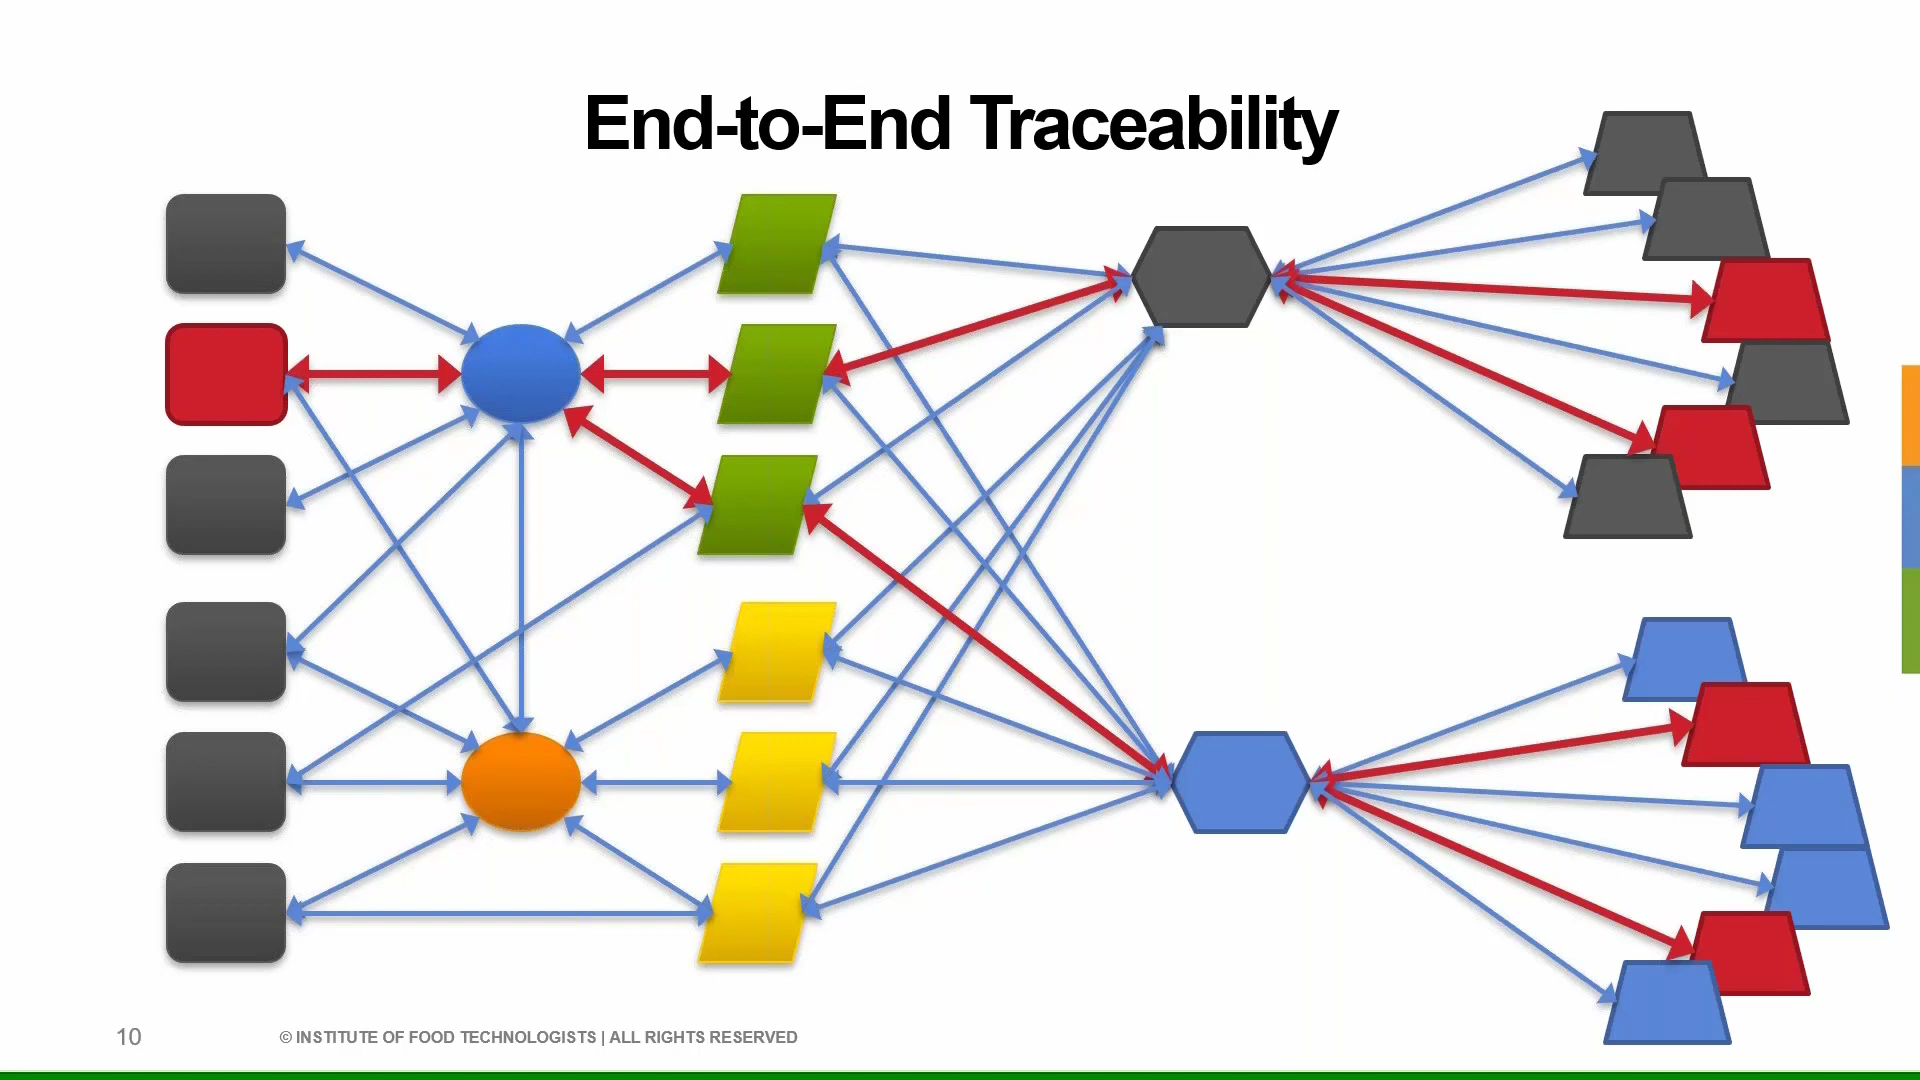 End-to-End Traceability
10
© INSTITUTE OF FOOD TECHNOLOGISTS | ALL RIGHTS RESERVED